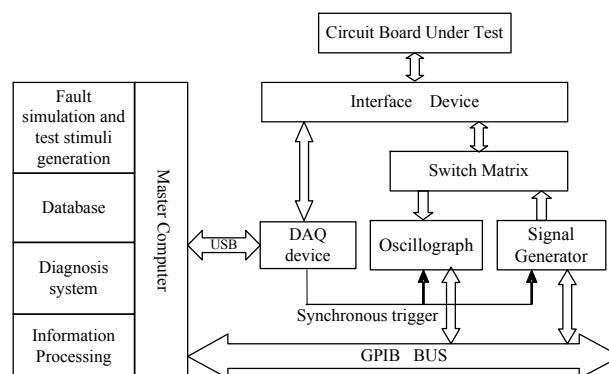 Circuit Board Under Test
Interface Device
Switch Matrix
Fault
simulation and
test stimuli
generation
Database
Diagnosis
system
Information
Processing
Master Computer
USB
DAQ
device
Oscillograph
Signal
Generator
Synchronous trigger
GPIB BUS